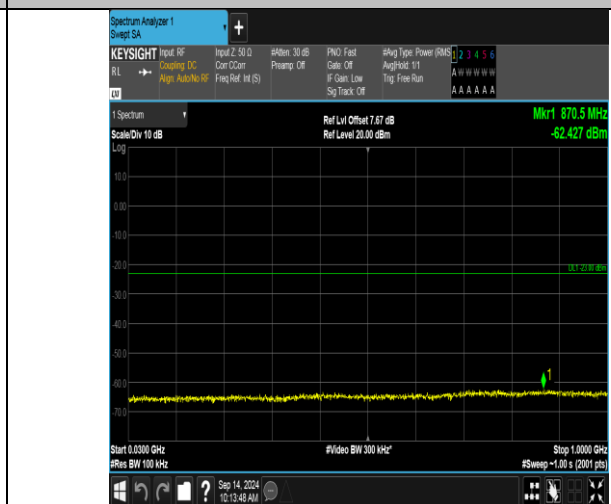 Spectrum Analyzer 1
Swept SA
+
KEYSIGHT
RL
LXI
Input: RF
Coupling: DC
Align: Auto/No RF
Input Z: 50 Ω
Corr CCorr
Freq Ref: Int (S)
#Atten: 30 dB
Preamp: Off
PNO: Fast
Gate: Off
IF Gain: Low
Sig Track: Off
#Avg Type: Power (RMS
Avg|Hold: 1/1
Trig: Free Run
1 2 3 4 5 6
A W W W W W
A A A A A A
1 Spectrum
Scale/Div 10 dB
Log
Ref Lvl Offset 7.67 dB
Ref Level 20.00 dBm
Mkr1 870.5 MHz
-62.427 dBm
10.0
0.00
-10.0
-20.0
DL1 -23.00 dBm
-30.0
-40.0
-50.0
-60.0
1
-70.0
Start 0.0300 GHz
#Res BW 100 kHz
#Video BW 300 kHz*
Stop 1.0000 GHz
#Sweep ~1.00 s (2001 pts)
?
Sep 14, 2024
10:13:48 AM